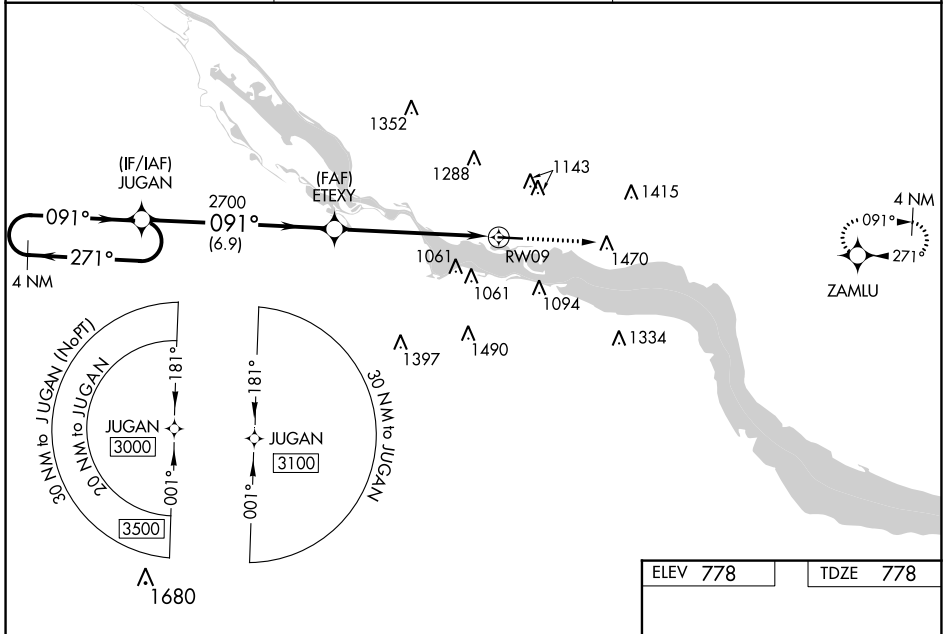 1352
(IF/IAF)
JUGAN
(FAF)
ETEXY
1288
1143
1415
2700
091°
091°
(6.9)
271°
4 NM
4 NM
091°
271°
ZAMLU
RW09
1470
1061
1061
1094
1397
1490
1334
30 NM to JUGAN (NoPT)
20 NM to JUGAN
181°
JUGAN
3000
001°
3500
181°
JUGAN
3100
001°
30 NM to JUGAN
1680
ELEV 778
TDZE 778